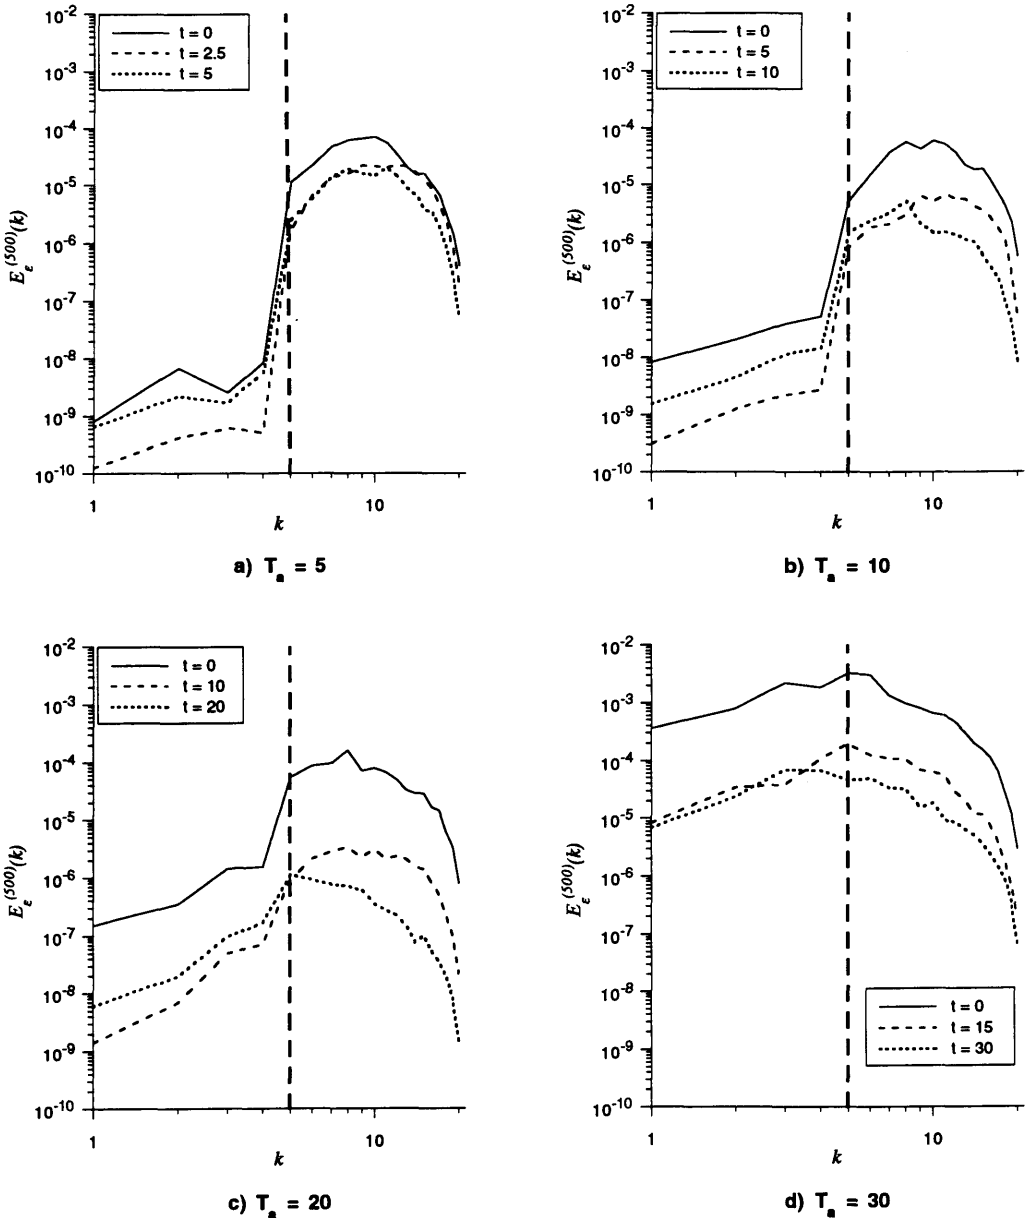 10^-2
10^-3
10^-4
10^-5
10^-6
10^-7
10^-8
10^-9
10^-10
E_ε^(500)(k)
t = 0
t = 2.5
t = 5
1
10
k
a) T_a = 5
10^-2
10^-3
10^-4
10^-5
10^-6
10^-7
10^-8
10^-9
10^-10
E_ε^(500)(k)
t = 0
t = 5
t = 10
1
10
k
b) T_a = 10
10^-2
10^-3
10^-4
10^-5
10^-6
10^-7
10^-8
10^-9
10^-10
E_ε^(500)(k)
t = 0
t = 10
t = 20
1
10
k
c) T_a = 20
10^-2
10^-3
10^-4
10^-5
10^-6
10^-7
10^-8
10^-9
10^-10
E_ε^(500)(k)
t = 0
t = 15
t = 30
1
10
k
d) T_a = 30